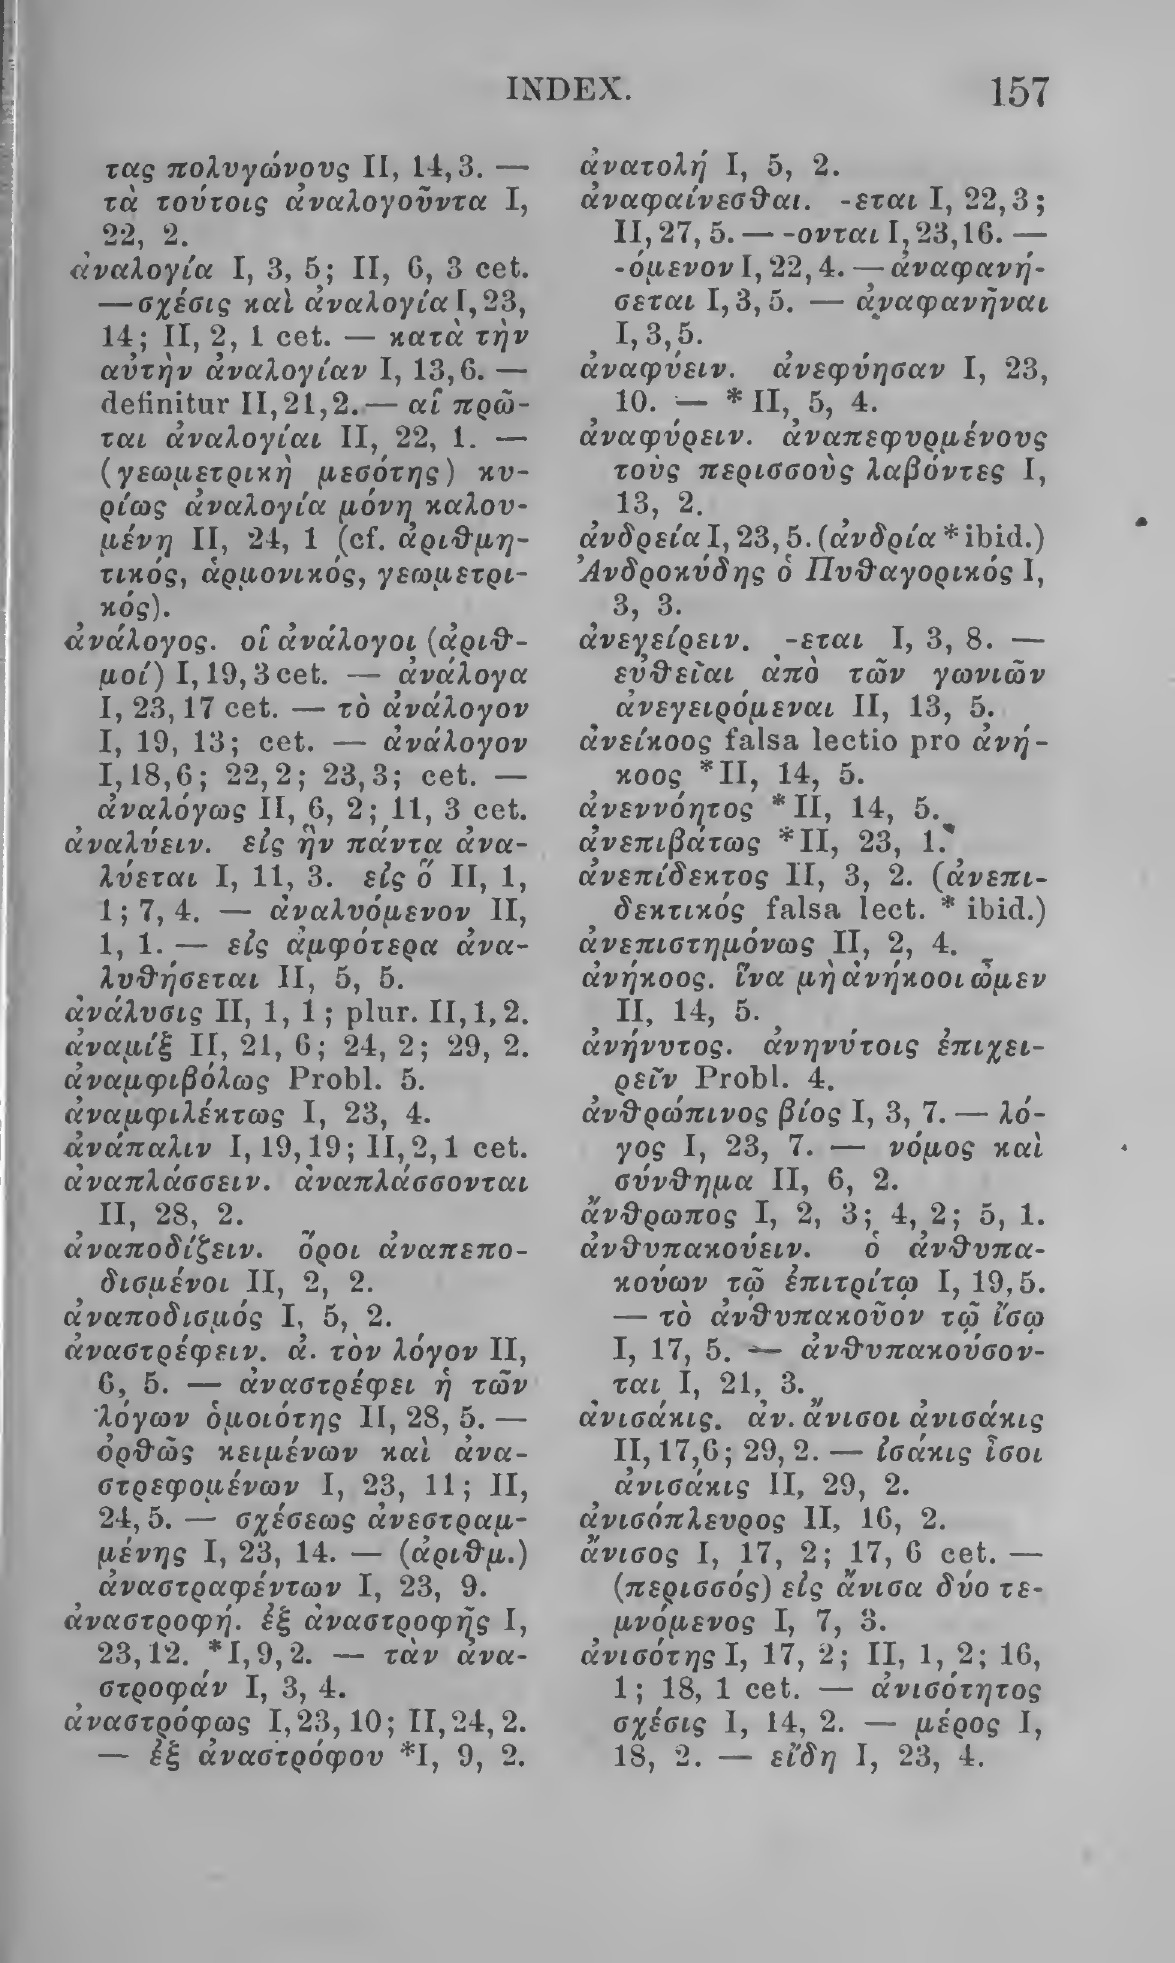 INDEX. 157
τας πολυγώνους II, 14,3. —
τὰ τούτοις ἀναλογοῦντα I,
22, 2.
ἀναλογία I, 3, 5; II, 6, 3 cet.
— σχέσις καὶ ἀναλογία I, 23,
14; II, 2, 1 cet. — κατὰ τὴν
αὐτὴν ἀναλογίαν I, 13,6. —
definitur II,21,2. — αἱ πρῶ-
ται ἀναλογίαι II, 22, 1. —
(γεωμετρικὴ μεσότης) κυ-
ρίως ἀναλογία μόνη καλου-
μένη II, 24, 1 (cf. ἀριθμη-
τικός, ἁρμονικός, γεωμετρι-
κός).
ἀνάλογος. οἱ ἀνάλογοι (ἀριθ-
μοί) I, 19, 3 cet. — ἀνάλογα
I, 23, 17 cet. — τὸ ἀνάλογον
I, 19, 13; cet. — ἀνάλογον
I,18,6; 22,2; 23,3; cet. —
ἀναλόγως II, 6, 2; 11, 3 cet.
ἀναλύειν. εἰς ἣν πάντα ἀνα-
λύεται I, 11, 3. εἰς ὃ II, 1,
1; 7, 4. — ἀναλυόμενον II,
1, 1. — εἰς ἀμφότερα ἀνα-
λυθήσεται II, 5, 5.
ἀνάλυσις II, 1, 1; plur. II,1,2.
ἀναμίξ II, 21, 6; 24, 2; 29, 2.
ἀναμφιβόλως Probl. 5.
ἀναμφιλέκτως I, 23, 4.
ἀνάπαλιν I, 19,19; II,2,1 cet.
ἀναπλάσσειν. ἀναπλάσσονται
II, 28, 2.
ἀναποδίζειν. ὅροι ἀναπεπο-
δισμένοι II, 2, 2.
ἀναποδισμός I, 5, 2.
ἀναστρέφειν. ἀ. τὸν λόγον II,
6, 5. — ἀναστρέφει ἡ τῶν
λόγων ὁμοιότης II, 28, 5. —
ὀρθῶς κειμένων καὶ ἀνα-
στρεφομένων I, 23, 11; II,
24, 5. — σχέσεως ἀνεστραμ-
μένης I, 23, 14. — (ἀριθμ.)
ἀναστραφέντων I, 23, 9.
ἀναστροφή. ἐξ ἀναστροφῆς I,
23,12. *I,9,2. — τὰν ἀνα-
στροφάν I, 3, 4.
ἀναστρόφως I,23,10; II,24,2.
— ἐξ ἀναστρόφου *I, 9, 2.
ἀνατολή I, 5, 2.
ἀναφαίνεσθαι. -εται I, 22,3;
II, 27, 5. — -ονται I, 23,16. —
-όμενον I, 22, 4. — ἀναφανή-
σεται I, 3, 5. — ἀναφανῆναι
I, 3, 5.
ἀναφύειν. ἀνεφύησαν I, 23,
10. — * II, 5, 4.
ἀναφύρειν. ἀναπεφυρμένους
τοὺς περισσοὺς λαβόντες I,
13, 2.
ἀνδρεία I, 23, 5. (ἀνδρία * ibid.)
Ἀνδροκύδης ὁ Πυθαγορικός I,
3, 3.
ἀνεγείρειν. -εται I, 3, 8. —
εὐθεῖαι ἀπὸ τῶν γωνιῶν
ἀνεγειρόμεναι II, 13, 5.
ἀνείκοος falsa lectio pro ἀνή-
κοος *II, 14, 5.
ἀνεννόητος *II, 14, 5.
ἀνεπιβάτως *II, 23, 1.
ἀνεπίδεκτος II, 3, 2. (ἀνεπι-
δεκτικός falsa lect. * ibid.)
ἀνεπιστημόνως II, 2, 4.
ἀνήκοος. ἵνα μὴ ἀνήκοοι ὦμεν
II, 14, 5.
ἀνήνυτος. ἀνηνύτοις ἐπιχει-
ρεῖν Probl. 4.
ἀνθρώπινος βίος I, 3, 7. — λό-
γος I, 23, 7. — νόμος καὶ
σύνθημα II, 6, 2.
ἄνθρωπος I, 2, 3; 4, 2; 5, 1.
ἀνθυπακούειν. ὁ ἀνθυπα-
κούων τῷ ἐπιτρίτῳ I, 19,5.
— τὸ ἀνθυπακοῦον τῷ ἴσῳ
I, 17, 5. — ἀνθυπακούσον-
ται I, 21, 3.
ἀνισάκις. ἀν. ἄνισοι ἀνισάκις
II, 17,6; 29, 2. — ἰσάκις ἴσοι
ἀνισάκις II, 29, 2.
ἀνισόπλευρος II, 16, 2.
ἄνισος I, 17, 2; 17, 6 cet. —
(περισσός) εἰς ἄνισα δύο τε-
μνόμενος I, 7, 3.
ἀνισότης I, 17, 2; II, 1, 2; 16,
1; 18, 1 cet. — ἀνισότητος
σχέσις I, 14, 2. — μέρος I,
18, 2. — εἴδη I, 23, 4.